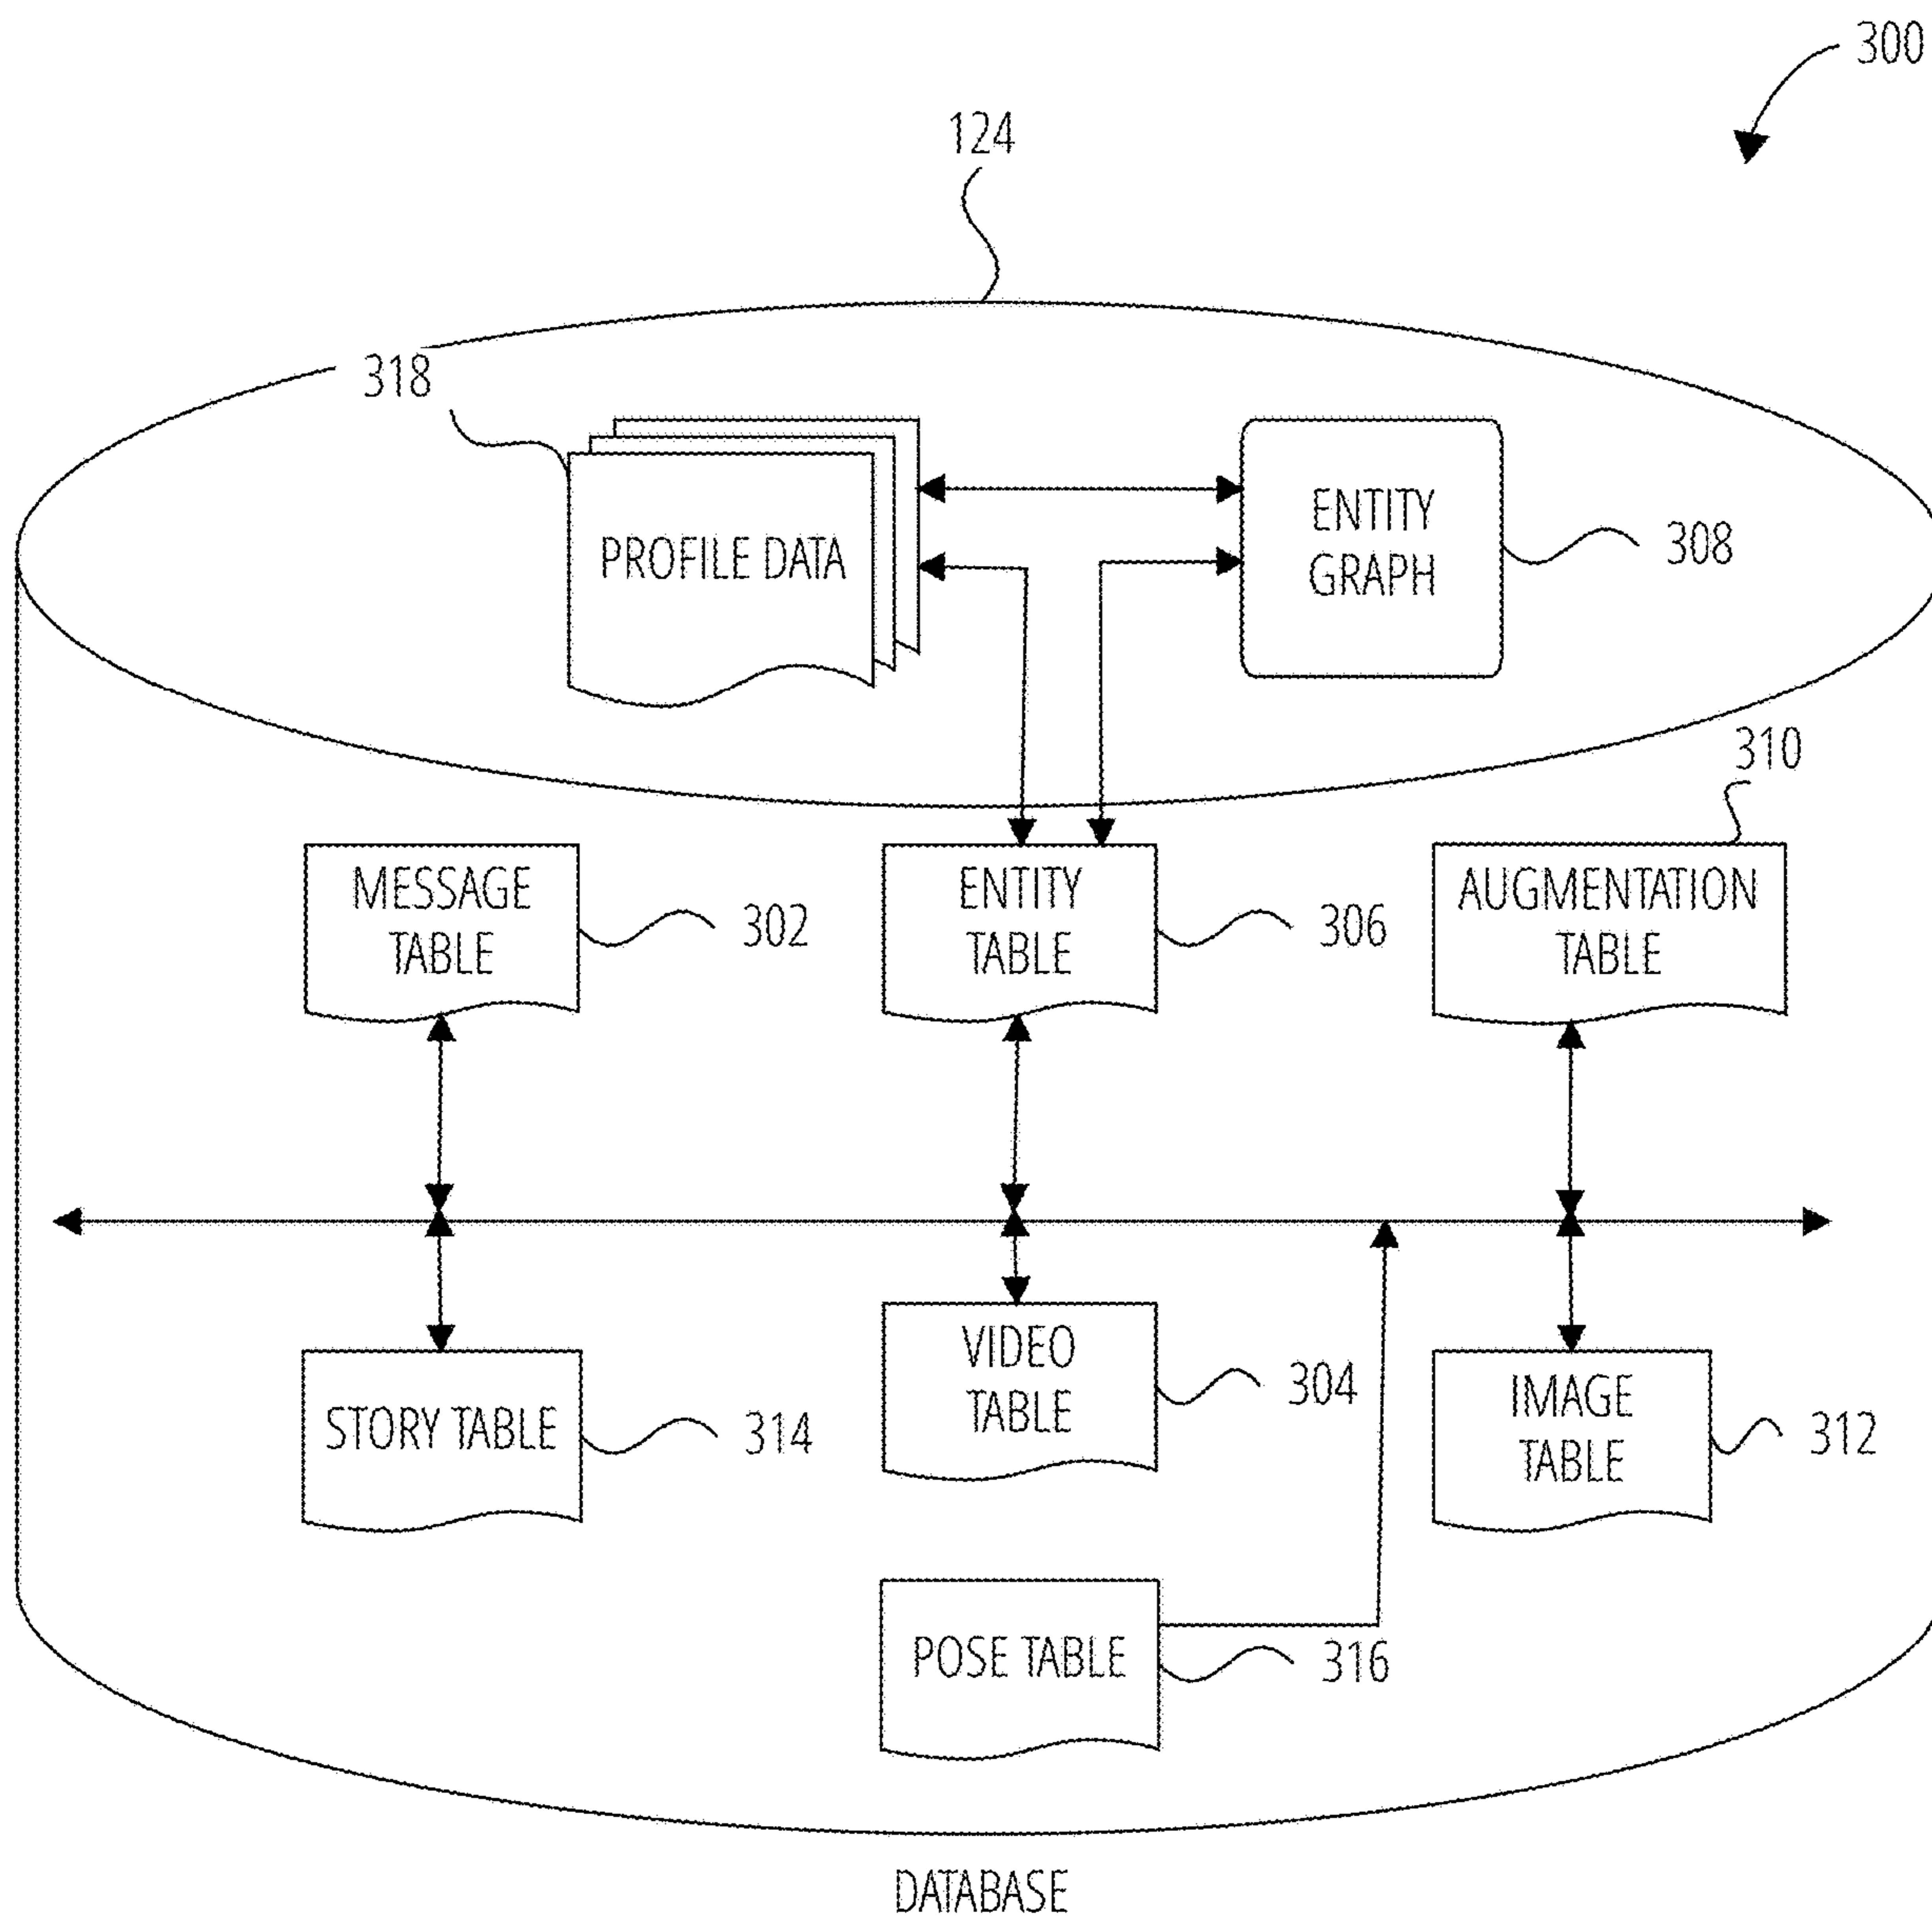 300
124
318
PROFILE DATA
ENTITY
GRAPH
308
310
MESSAGE
TABLE
302
ENTITY
TABLE
306
AUGMENTATION
TABLE
STORY TABLE
314
VIDEO
TABLE
304
IMAGE
TABLE
312
POSE TABLE
316
DATABASE